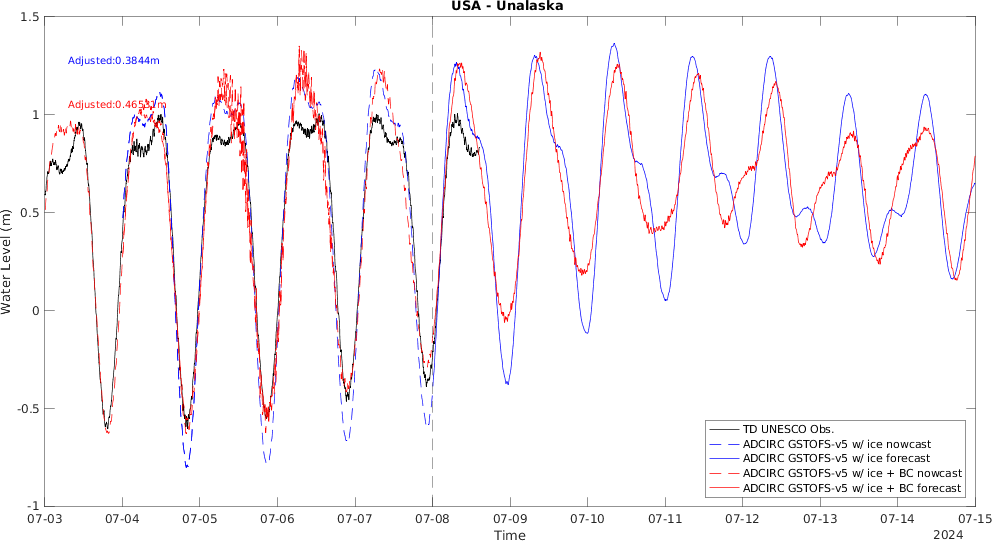 USA - Unalaska
1.5
1
0.5
0
-0.5
-1
Water Level (m)
Adjusted:0.3844m
07-03
07-04
07-05
07-06
07-07
07-08
07-09
07-10
07-11
07-12
07-13
07-14
07-15
Time
2024
TD UNESCO Obs.
ADCIRC GSTOFS-v5 w/ ice nowcast
ADCIRC GSTOFS-v5 w/ ice forecast
ADCIRC GSTOFS-v5 w/ ice + BC nowcast
ADCIRC GSTOFS-v5 w/ ice + BC forecast